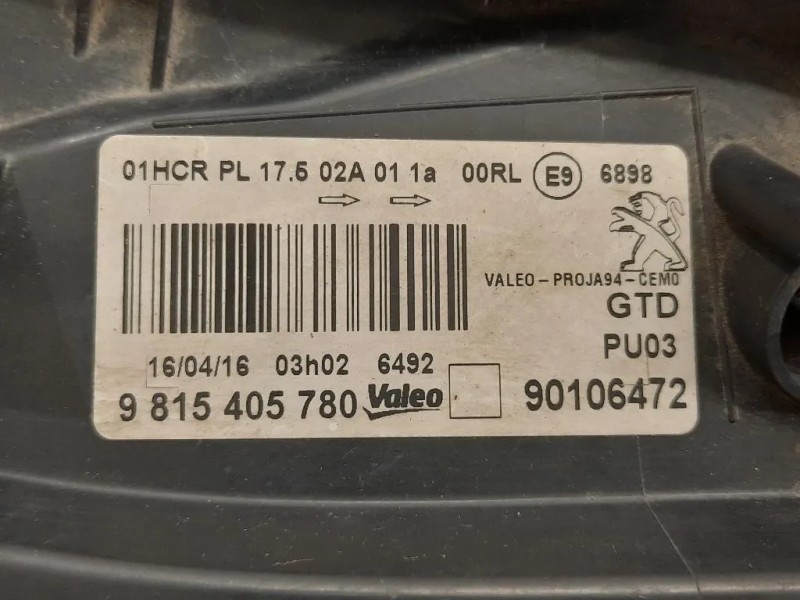 01HCR PL 17.5 02A 01 1a 00RL E9 6898
VALEO-PROJA94-CEMO
GTD
PU03
16/04/16 03h02 6492
9 815 405 780 Valeo 90106472